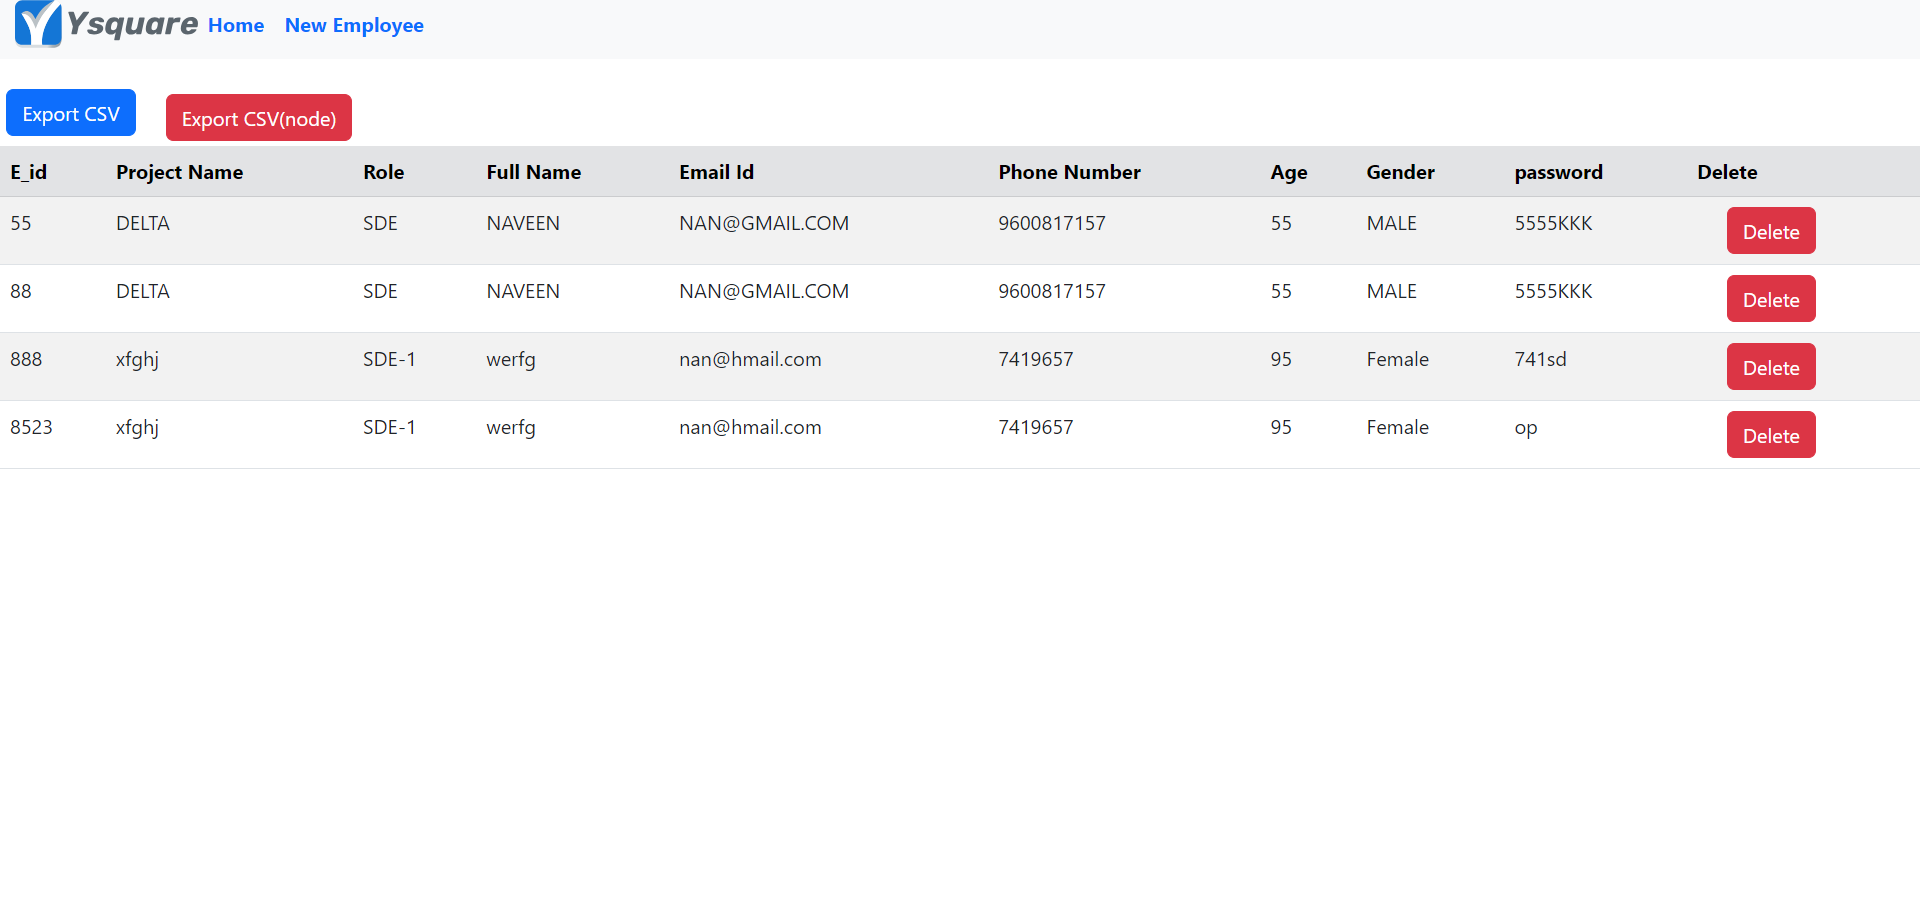 Ysquare Home New Employee
Export CSV Export CSV(node)
E_id Project Name Role Full Name Email Id Phone Number Age Gender password Delete
55 DELTA SDE NAVEEN NAN@GMAIL.COM 9600817157 55 MALE 5555KKK Delete
88 DELTA SDE NAVEEN NAN@GMAIL.COM 9600817157 55 MALE 5555KKK Delete
888 xfghj SDE-1 werfg nan@hmail.com 7419657 95 Female 741sd Delete
8523 xfghj SDE-1 werfg nan@hmail.com 7419657 95 Female op Delete